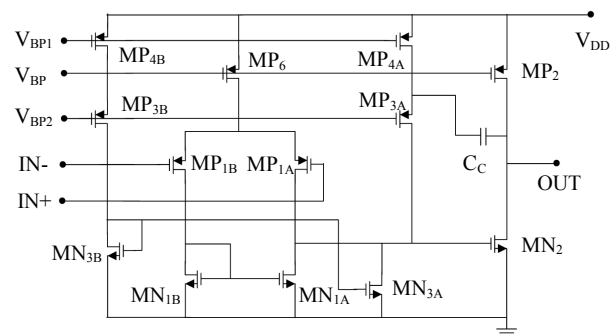 V_BP1
MP_4B
MP_6
MP_4A
V_DD
V_BP
MP_2
V_BP2
MP_3B
MP_3A
IN-
MP_1B
MP_1A
C_C
OUT
IN+
MN_3B
MN_2
MN_1B
MN_1A
MN_3A